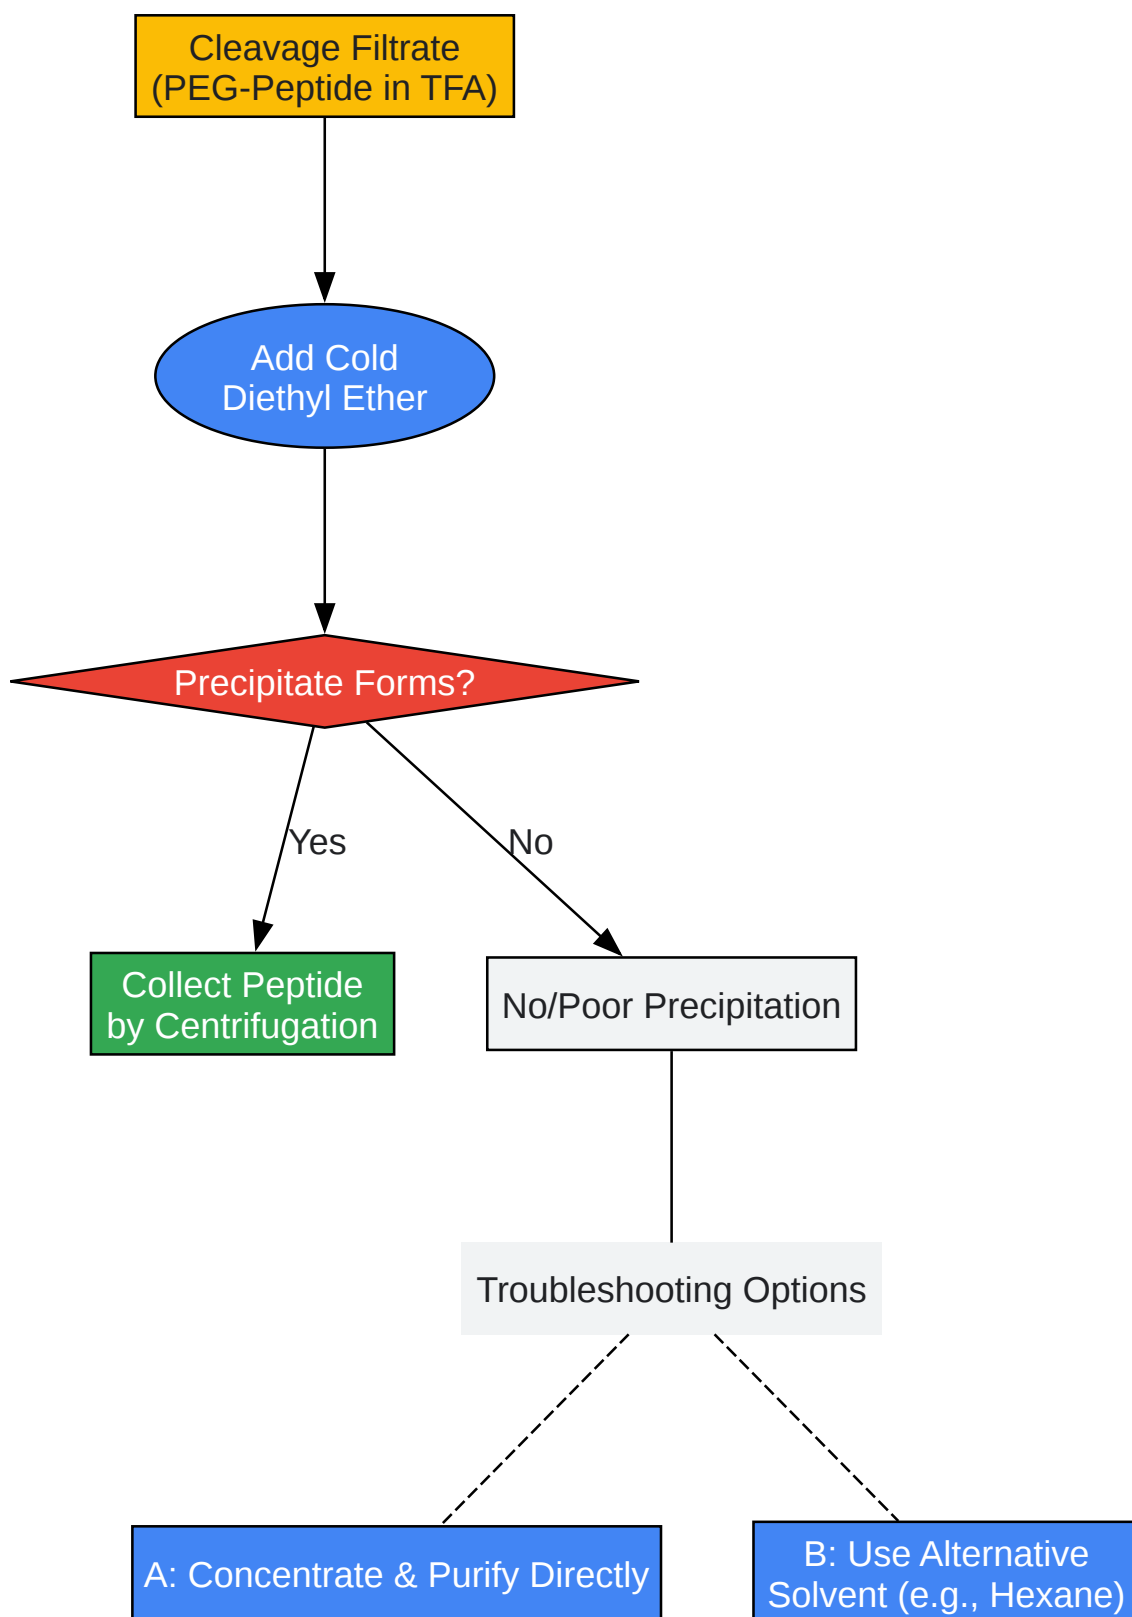 Cleavage Filtrate
(PEG-Peptide in TFA)
Add Cold
Diethyl Ether
Precipitate Forms?
Yes
No
Collect Peptide
by Centrifugation
No/Poor Precipitation
Troubleshooting Options
A: Concentrate & Purify Directly
B: Use Alternative
Solvent (e.g., Hexane)